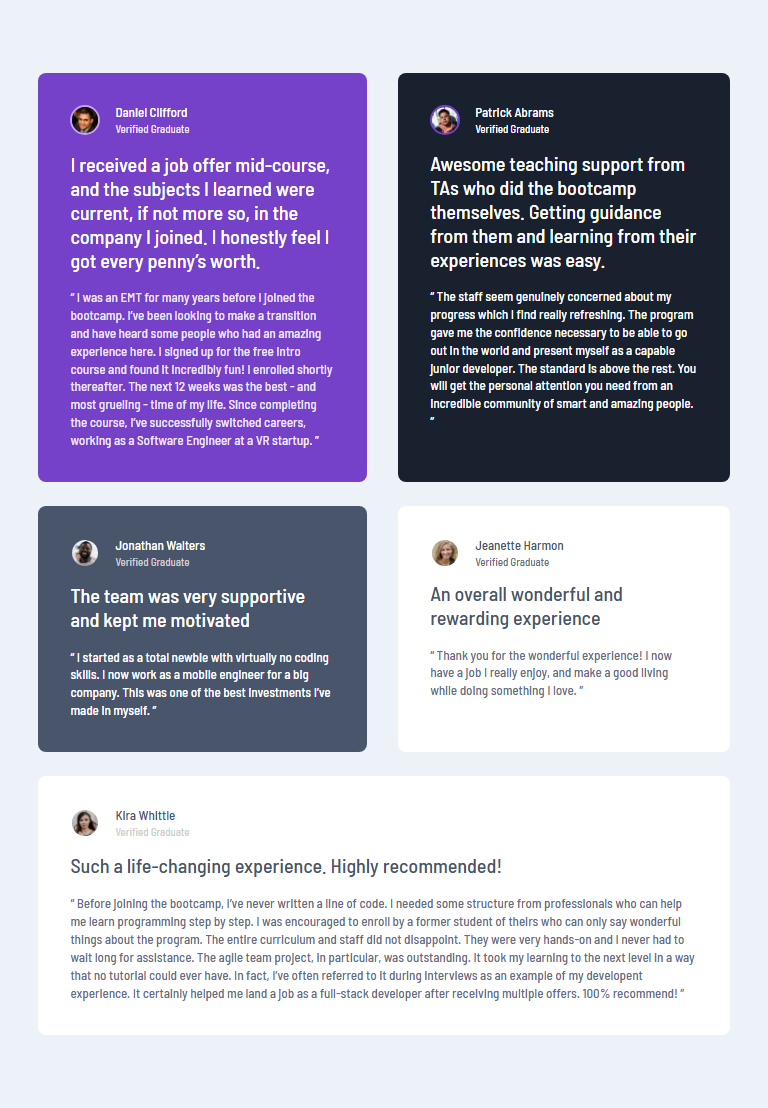 Daniel Clifford
Verified Graduate
I received a job offer mid-course,
and the subjects I learned were
current, if not more so, in the
company I joined. I honestly feel I
got every penny’s worth.
“ I was an EMT for many years before I joined the
bootcamp. I’ve been looking to make a transition
and have heard some people who had an amazing
experience here. I signed up for the free intro
course and found it incredibly fun! I enrolled shortly
thereafter. The next 12 weeks was the best - and
most grueling - time of my life. Since completing
the course, I’ve successfully switched careers,
working as a Software Engineer at a VR startup. ”
Patrick Abrams
Verified Graduate
Awesome teaching support from
TAs who did the bootcamp
themselves. Getting guidance
from them and learning from their
experiences was easy.
“ The staff seem genuinely concerned about my
progress which I find really refreshing. The program
gave me the confidence necessary to be able to go
out in the world and present myself as a capable
junior developer. The standard is above the rest. You
will get the personal attention you need from an
incredible community of smart and amazing people.
”
Jonathan Walters
Verified Graduate
The team was very supportive
and kept me motivated
“ I started as a total newbie with virtually no coding
skills. I now work as a mobile engineer for a big
company. This was one of the best investments I’ve
made in myself. ”
Jeanette Harmon
Verified Graduate
An overall wonderful and
rewarding experience
“ Thank you for the wonderful experience! I now
have a job I really enjoy, and make a good living
while doing something I love. ”
Kira Whittle
Verified Graduate
Such a life-changing experience. Highly recommended!
“ Before joining the bootcamp, I’ve never written a line of code. I needed some structure from professionals who can help
me learn programming step by step. I was encouraged to enroll by a former student of theirs who can only say wonderful
things about the program. The entire curriculum and staff did not disappoint. They were very hands-on and I never had to
wait long for assistance. The agile team project, in particular, was outstanding. It took my learning to the next level in a way
that no tutorial could ever have. In fact, I’ve often referred to it during interviews as an example of my developent
experience. It certainly helped me land a job as a full-stack developer after receiving multiple offers. 100% recommend! ”